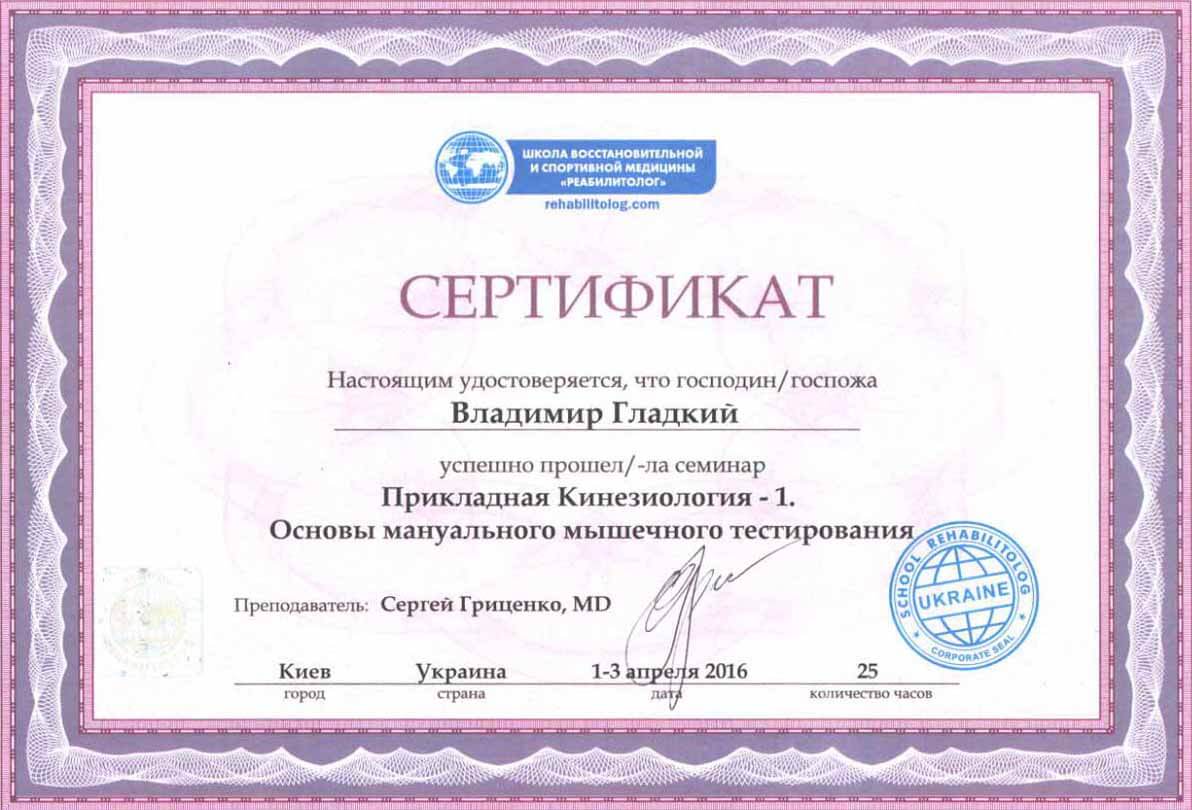 ШКОЛА ВОССТАНОВИТЕЛЬНОЙ
И СПОРТИВНОЙ МЕДИЦИНЫ
«РЕАБИЛИТОЛОГ»
rehabilitolog.com
СЕРТИФИКАТ
Настоящим удостоверяется, что господин/госпожа
Владимир Гладкий
успешно прошел/-ла семинар
Прикладная Кинезиология - 1.
Основы мануального мышечного тестирования
SCHOOL REHABILITOLOG
UKRAINE
CORPORATE SEAL
Преподаватель: Сергей Гриценко, MD
Киев Украина 1-3 апреля 2016 25
город страна дата количество часов